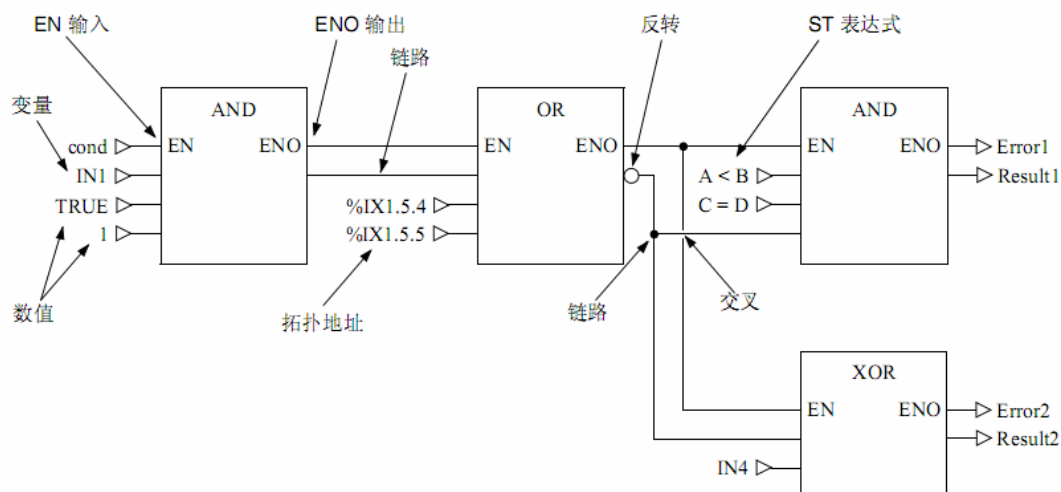 EN 输入
ENO 输出
反转
ST 表达式
链路
变量
AND
OR
AND
cond
EN
ENO
EN
ENO
EN
ENO
Error1
IN1
A < B
Result1
TRUE
%IX1.5.4
C = D
1
%IX1.5.5
数值
拓扑地址
链路
交叉
XOR
EN
ENO
Error2
Result2
IN4